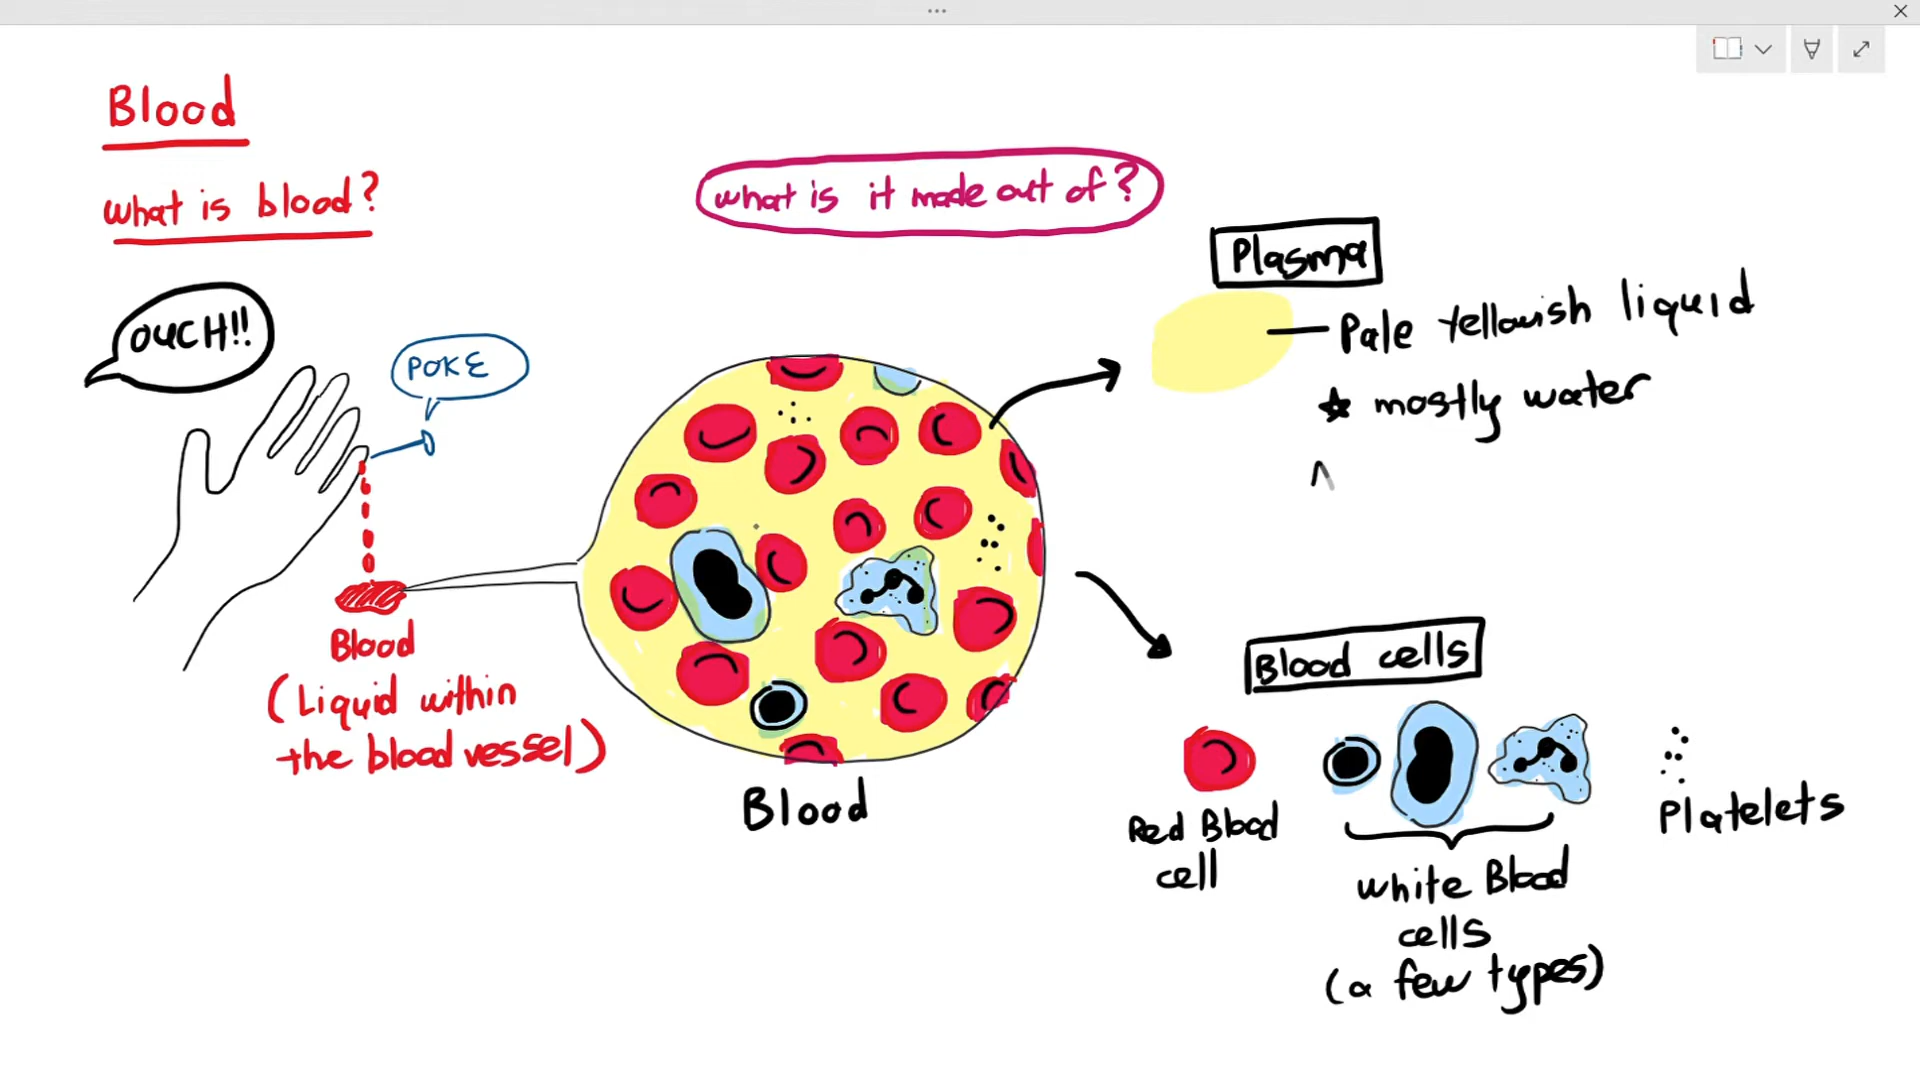 Blood
what is blood?
OUCH!!
POKE
Blood
(Liquid within
the blood vessel)
what is it made out of?
Blood
Plasma
Pale Yellowish liquid
★ mostly water
Blood cells
Red Blood
cell
white Blood
cells
(a few types)
Platelets